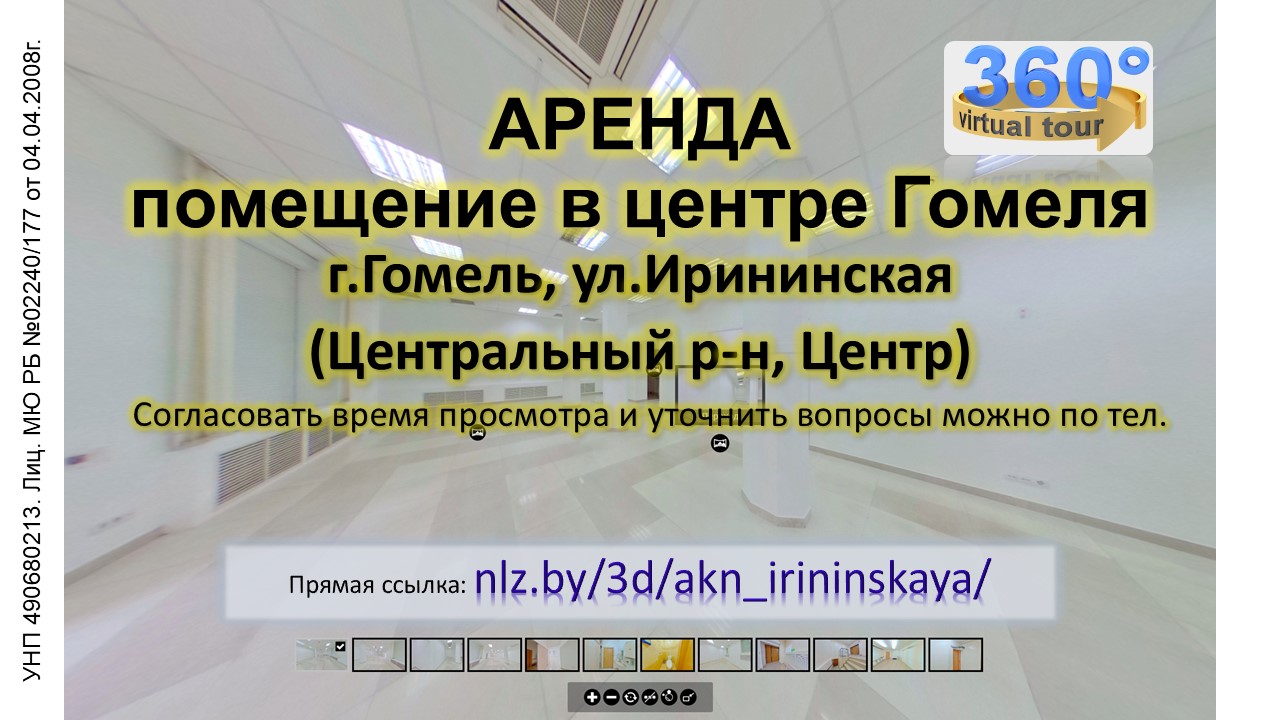 УНП 490680213. Лиц. МЮ РБ №02240/177 от 04.04.2008г.
360°
virtual tour
АРЕНДА
помещение в центре Гомеля
г.Гомель, ул.Ирининская
(Центральный р-н, Центр)
Согласовать время просмотра и уточнить вопросы можно по тел.
Прямая ссылка: nlz.by/3d/akn_irininskaya/